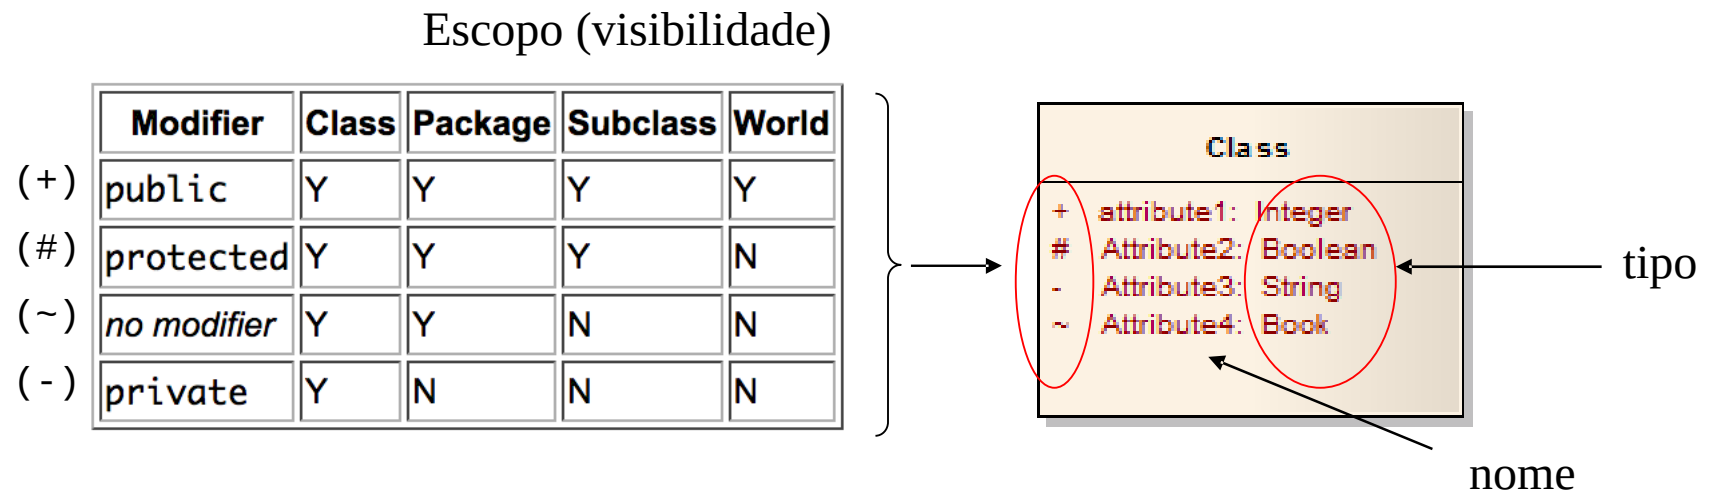 Escopo (visibilidade)
Modifier Class Package Subclass World
(+) public Y Y Y Y
(#) protected Y Y Y N
(~) no modifier Y Y N N
(-) private Y N N N
Class
+ attribute1: Integer
# Attribute2: Boolean
- Attribute3: String
~ Attribute4: Book
tipo
nome